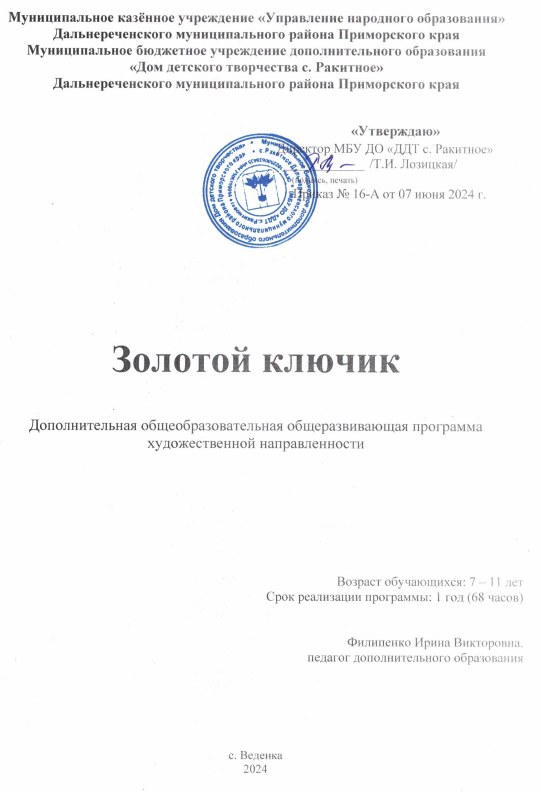 Муниципальное казённое учреждение «Управление народного образования»
Дальнереченского муниципального района Приморского края
Муниципальное бюджетное учреждение дополнительного образования
«Дом детского творчества с. Ракитное»
Дальнереченского муниципального района Приморского края
«Утверждаю»
Директор МБУ ДО «ДДТ с. Ракитное»
/Т.И. Лозицкая/
(подпись, печать)
Приказ № 16-А от 07 июня 2024 г.
Золотой ключик
Дополнительная общеобразовательная общеразвивающая программа
художественной направленности
Возраст обучающихся: 7 – 11 лет
Срок реализации программы: 1 год (68 часов)
Филипенко Ирина Викторовна.
педагог дополнительного образования
с. Веденка
2024